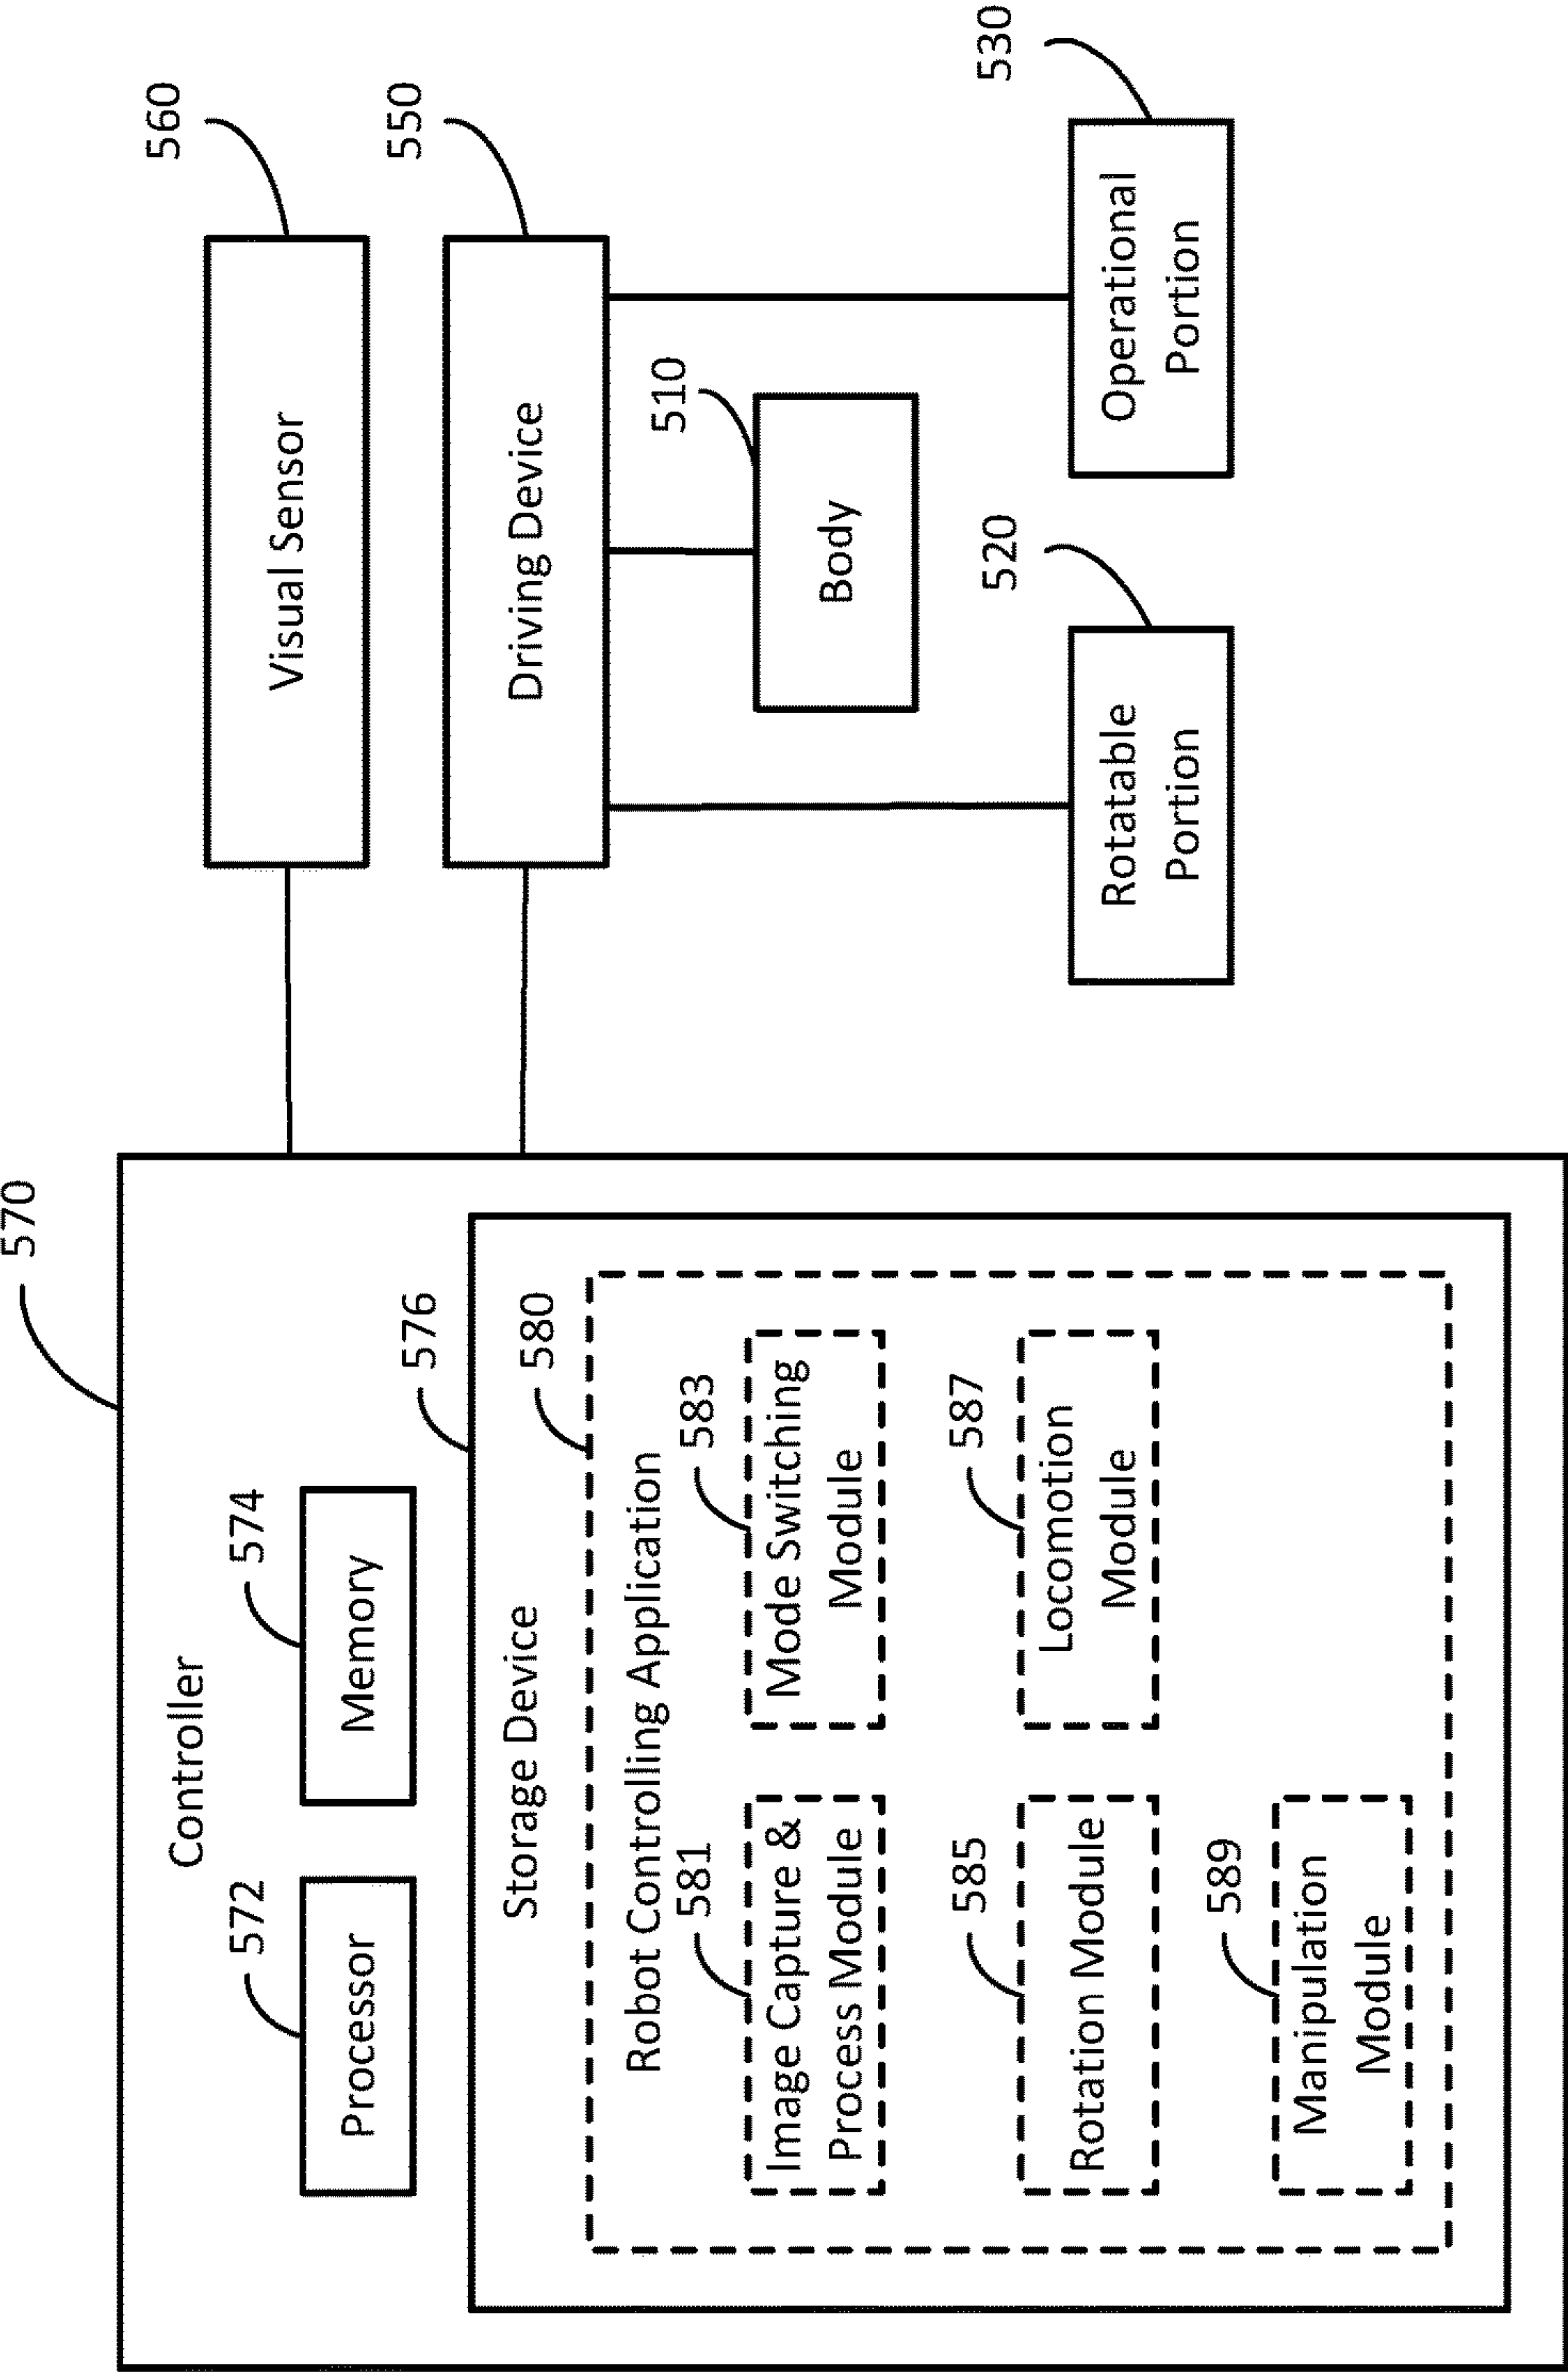 570
Controller
572
Processor
574
Memory
576
Storage Device
580
Robot Controlling Application
581
Image Capture &
Process Module
583
Mode Switching
Module
585
Rotation Module
587
Locomotion
Module
589
Manipulation
Module
560
Visual Sensor
550
Driving Device
510
Body
520
Rotatable
Portion
530
Operational
Portion